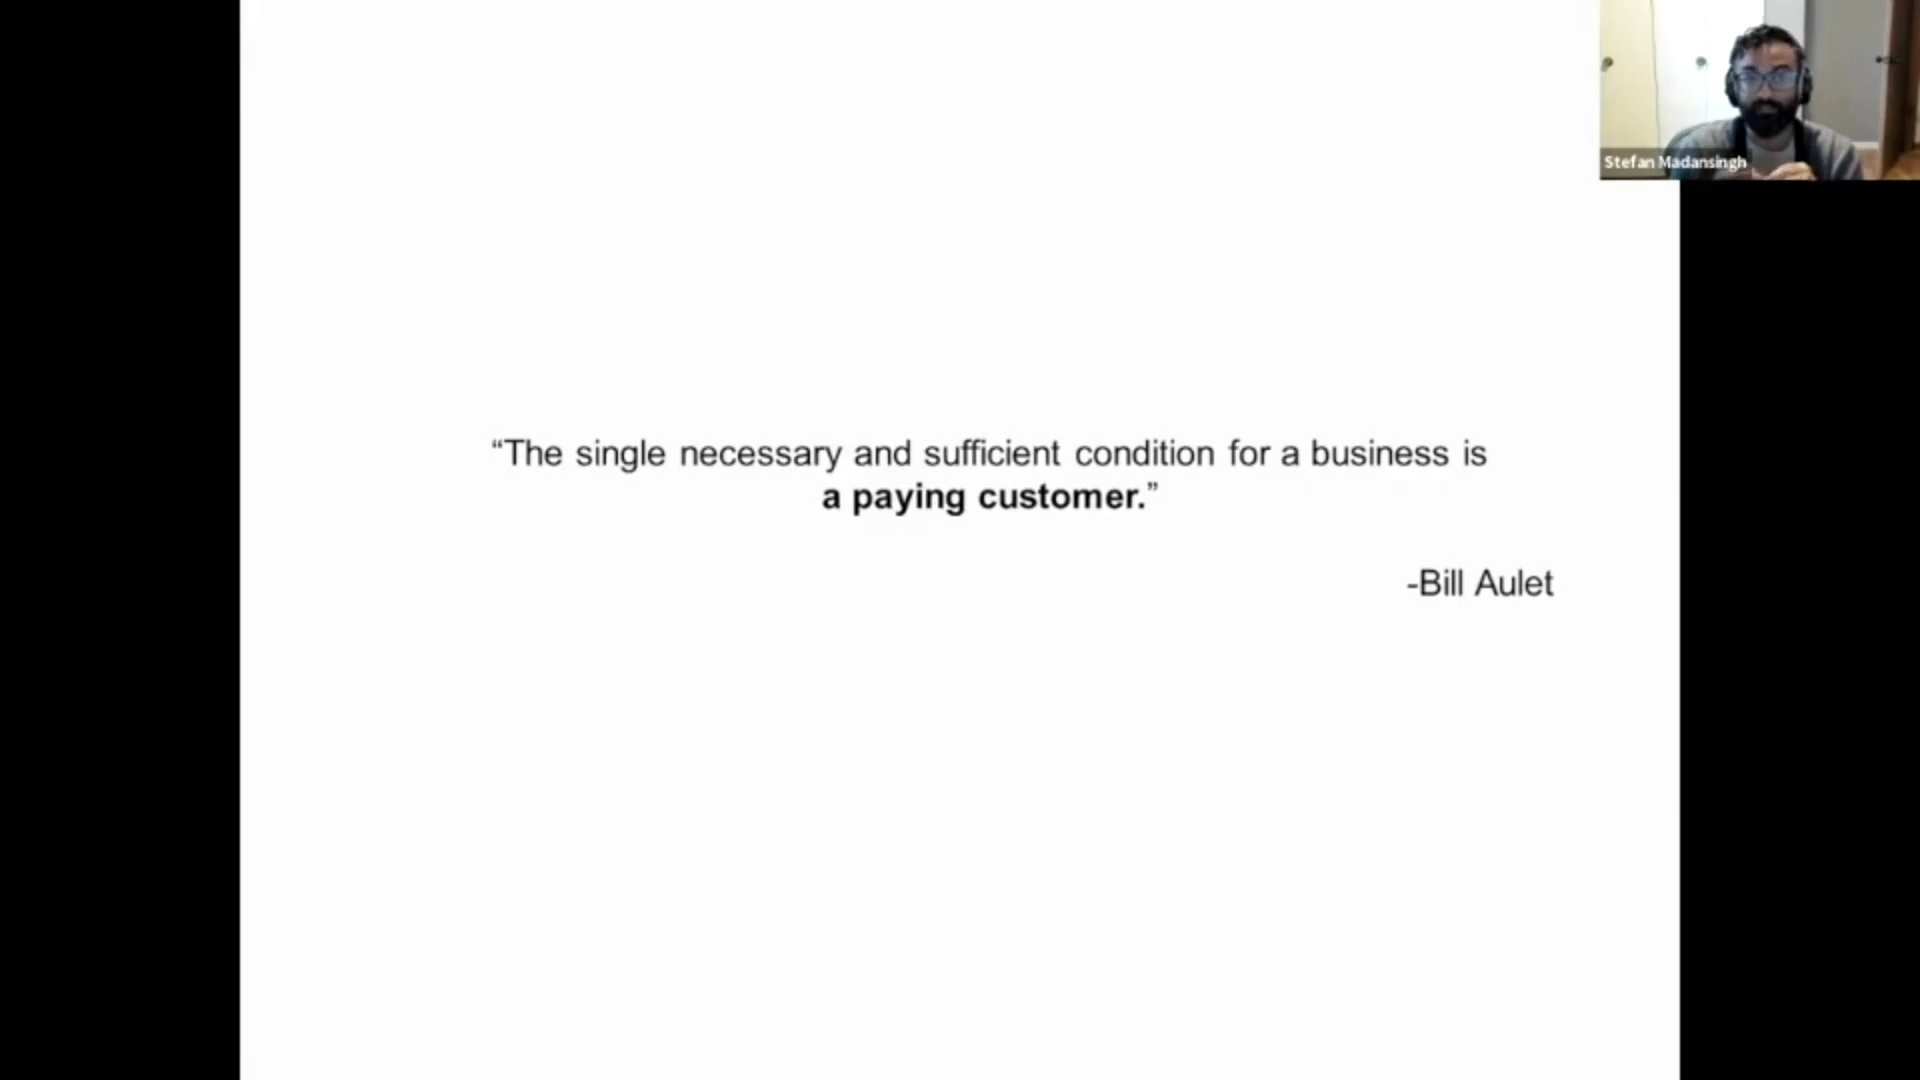 “The single necessary and sufficient condition for a business is
a paying customer.”
-Bill Aulet
Stefan Madansingh